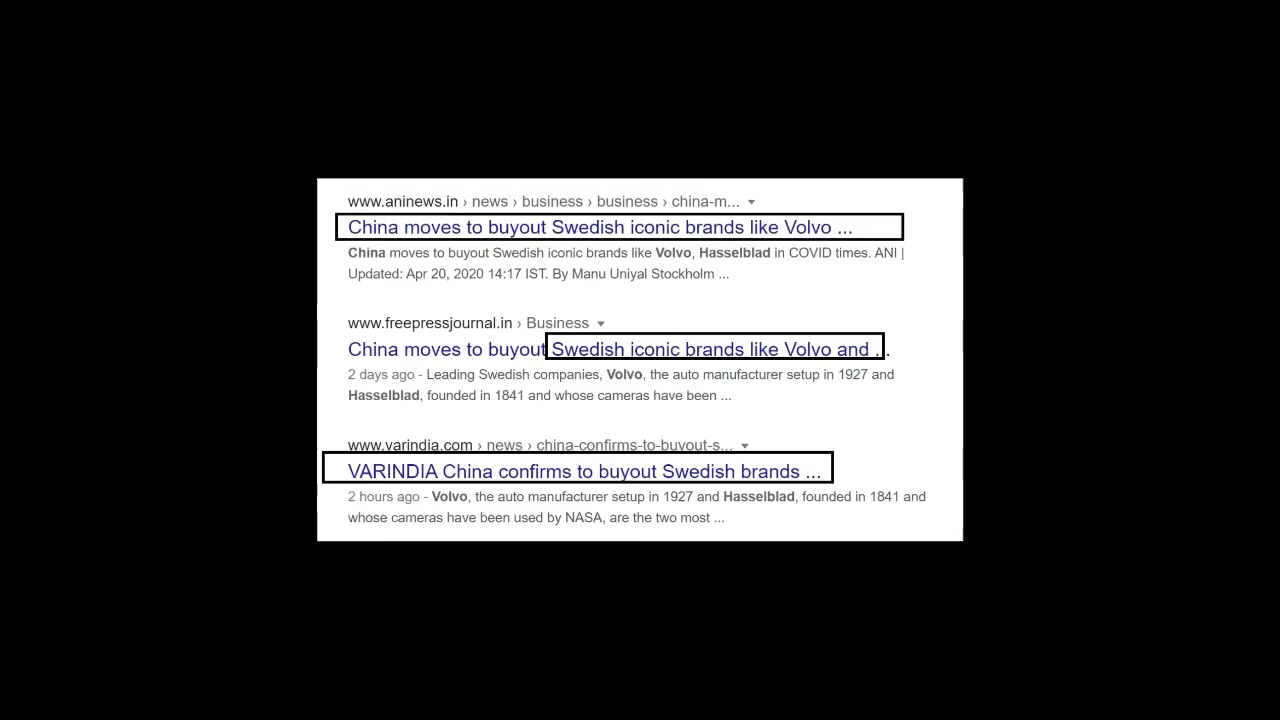 www.aninews.in › news › business › business › china-m...
China moves to buyout Swedish iconic brands like Volvo ...
China moves to buyout Swedish iconic brands like Volvo, Hasselblad in COVID times. ANI |
Updated: Apr 20, 2020 14:17 IST. By Manu Uniyal Stockholm ...
www.freepressjournal.in › Business
China moves to buyout Swedish iconic brands like Volvo and ...
2 days ago - Leading Swedish companies, Volvo, the auto manufacturer setup in 1927 and
Hasselblad, founded in 1841 and whose cameras have been ...
www.varindia.com › news › china-confirms-to-buyout-s...
VARINDIA China confirms to buyout Swedish brands ...
2 hours ago - Volvo, the auto manufacturer setup in 1927 and Hasselblad, founded in 1841 and
whose cameras have been used by NASA, are the two most ...